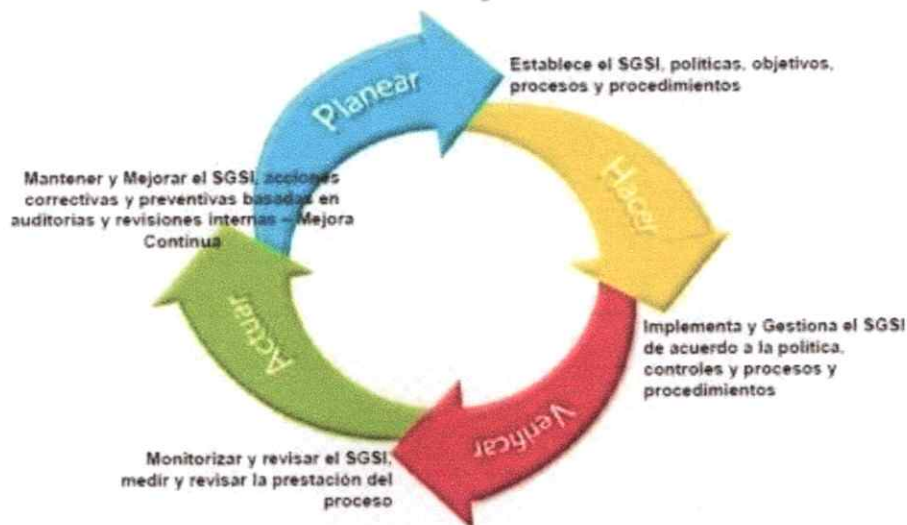 Planear
Establece el SGSI, políticas, objetivos,
procesos y procedimientos
Hacer
Implementa y Gestiona el SGSI
de acuerdo a la política,
controles y procesos y
procedimientos
Verificar
Monitorizar y revisar el SGSI,
medir y revisar la prestación del
proceso
Actuar
Mantener y Mejorar el SGSI, acciones
correctivas y preventivas basadas en
auditorias y revisiones internas – Mejora
Continua